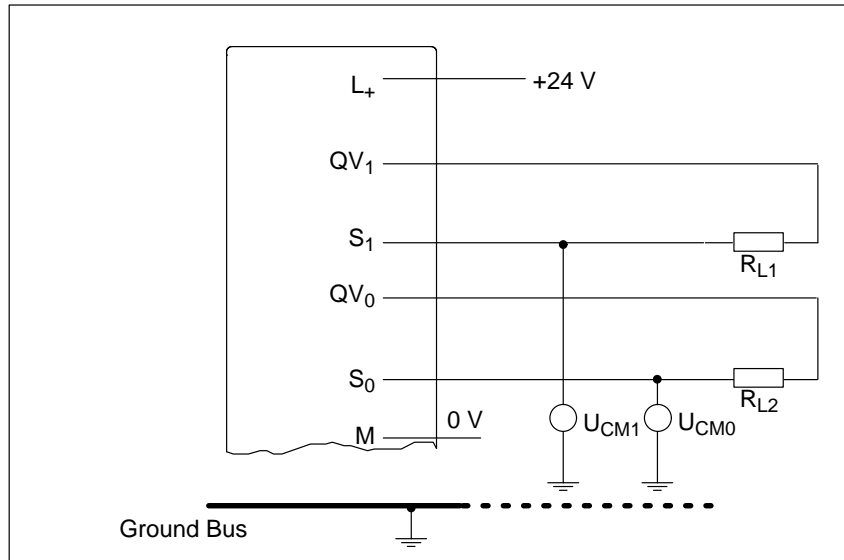 L+ +24 V
QV1
S1
RL1
QV0
S0
RL2
M 0 V
UCM1 UCM0
Ground Bus